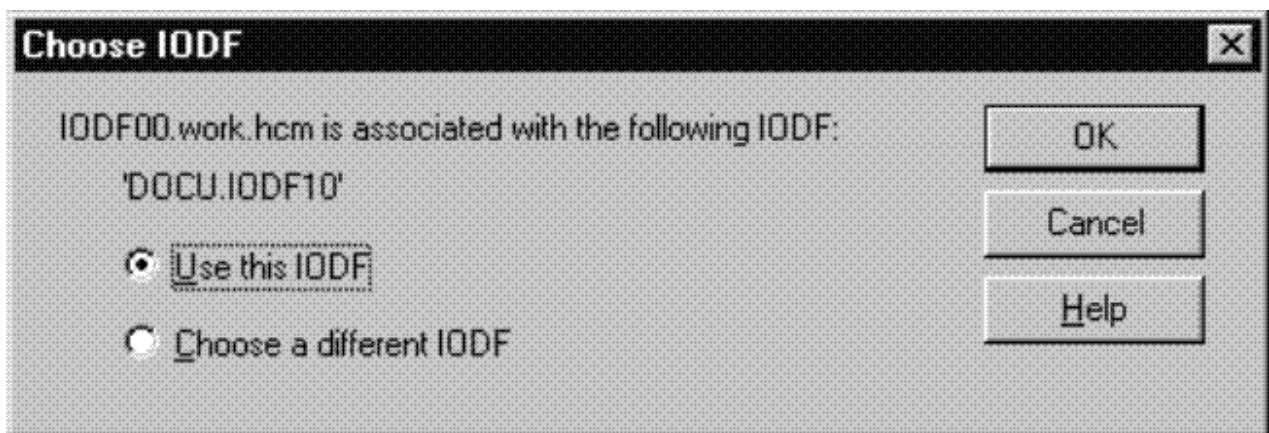 Choose IODF
IODF00.work.hcm is associated with the following IODF:
'DOCU.IODF10'
Use this IODF
Choose a different IODF
OK
Cancel
Help